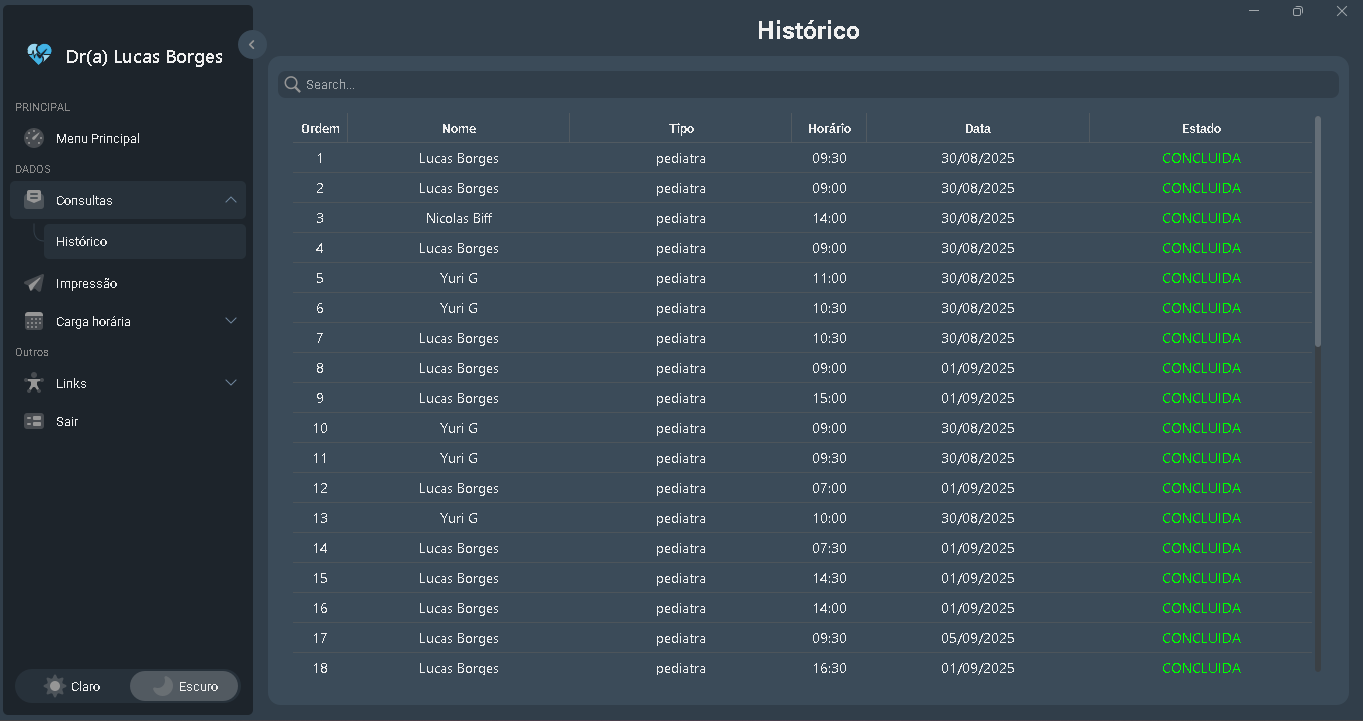 Histórico
Dr(a) Lucas Borges
PRINCIPAL
Menu Principal
DADOS
Consultas
Histórico
Impressão
Carga horária
Outros
Links
Sair
Claro Escuro
Search...
Ordem Nome Tipo Horário Data Estado
1 Lucas Borges pediatra 09:30 30/08/2025 CONCLUIDA
2 Lucas Borges pediatra 09:00 30/08/2025 CONCLUIDA
3 Nicolas Biff pediatra 14:00 30/08/2025 CONCLUIDA
4 Lucas Borges pediatra 09:00 30/08/2025 CONCLUIDA
5 Yuri G pediatra 11:00 30/08/2025 CONCLUIDA
6 Yuri G pediatra 10:30 30/08/2025 CONCLUIDA
7 Lucas Borges pediatra 10:30 30/08/2025 CONCLUIDA
8 Lucas Borges pediatra 09:00 01/09/2025 CONCLUIDA
9 Lucas Borges pediatra 15:00 01/09/2025 CONCLUIDA
10 Yuri G pediatra 09:00 30/08/2025 CONCLUIDA
11 Yuri G pediatra 09:30 30/08/2025 CONCLUIDA
12 Lucas Borges pediatra 07:00 01/09/2025 CONCLUIDA
13 Yuri G pediatra 10:00 30/08/2025 CONCLUIDA
14 Lucas Borges pediatra 07:30 01/09/2025 CONCLUIDA
15 Lucas Borges pediatra 14:30 01/09/2025 CONCLUIDA
16 Lucas Borges pediatra 14:00 01/09/2025 CONCLUIDA
17 Lucas Borges pediatra 09:30 05/09/2025 CONCLUIDA
18 Lucas Borges pediatra 16:30 01/09/2025 CONCLUIDA